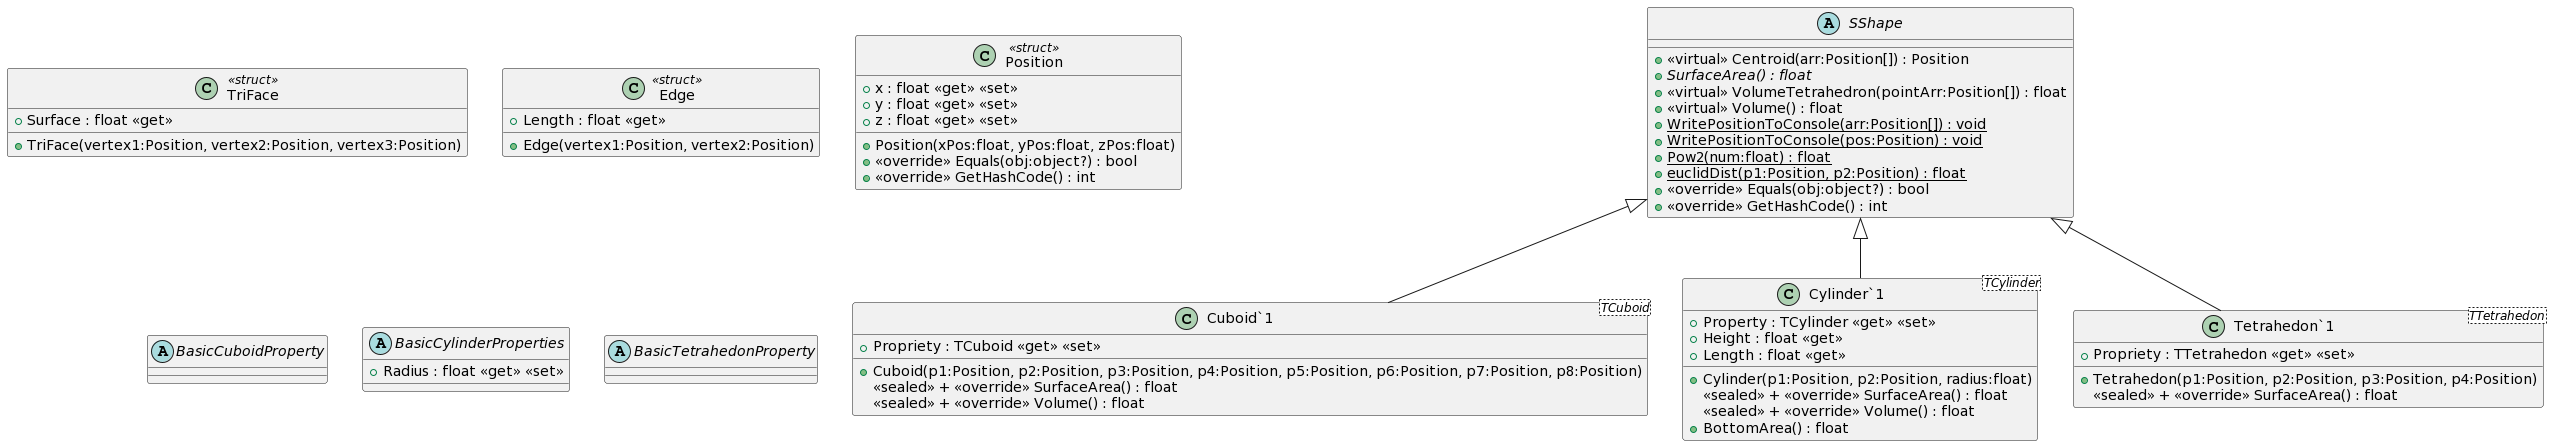 «struct»
TriFace
Surface : float «get»
TriFace(vertex1:Position, vertex2:Position, vertex3:Position)
«struct»
Edge
Length : float «get»
Edge(vertex1:Position, vertex2:Position)
«struct»
Position
x : float «get» «set»
y : float «get» «set»
z : float «get» «set»
Position(xPos:float, yPos:float, zPos:float)
«override» Equals(obj:object?) : bool
«override» GetHashCode() : int
SShape
«virtual» Centroid(arr:Position[]) : Position
SurfaceArea() : float
«virtual» VolumeTetrahedron(pointArr:Position[]) : float
«virtual» Volume() : float
WritePositionToConsole(arr:Position[]) : void
WritePositionToConsole(pos:Position) : void
Pow2(num:float) : float
euclidDist(p1:Position, p2:Position) : float
«override» Equals(obj:object?) : bool
«override» GetHashCode() : int
BasicCuboidProperty
BasicCylinderProperties
Radius : float «get» «set»
BasicTetrahedonProperty
Cuboid`1
TCuboid
Propriety : TCuboid «get» «set»
Cuboid(p1:Position, p2:Position, p3:Position, p4:Position, p5:Position, p6:Position, p7:Position, p8:Position)
«sealed» + «override» SurfaceArea() : float
«sealed» + «override» Volume() : float
Cylinder`1
TCylinder
Property : TCylinder «get» «set»
Height : float «get»
Length : float «get»
Cylinder(p1:Position, p2:Position, radius:float)
«sealed» + «override» SurfaceArea() : float
«sealed» + «override» Volume() : float
BottomArea() : float
Tetrahedon`1
TTetrahedon
Propriety : TTetrahedon «get» «set»
Tetrahedon(p1:Position, p2:Position, p3:Position, p4:Position)
«sealed» + «override» SurfaceArea() : float